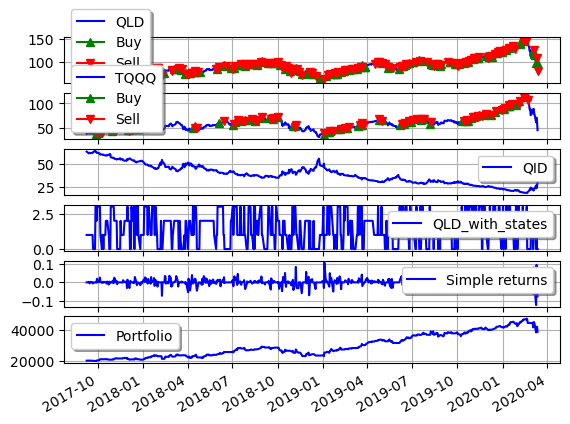 QLD
Buy
Sell
150
100
TQQQ
Buy
Sell
100
50
QID
50
25
QLD_with_states
2.5
0.0
Simple returns
0.1
0.0
−0.1
Portfolio
40000
20000
2017-10 2018-01 2018-04 2018-07 2018-10 2019-01 2019-04 2019-07 2019-10 2020-01 2020-04